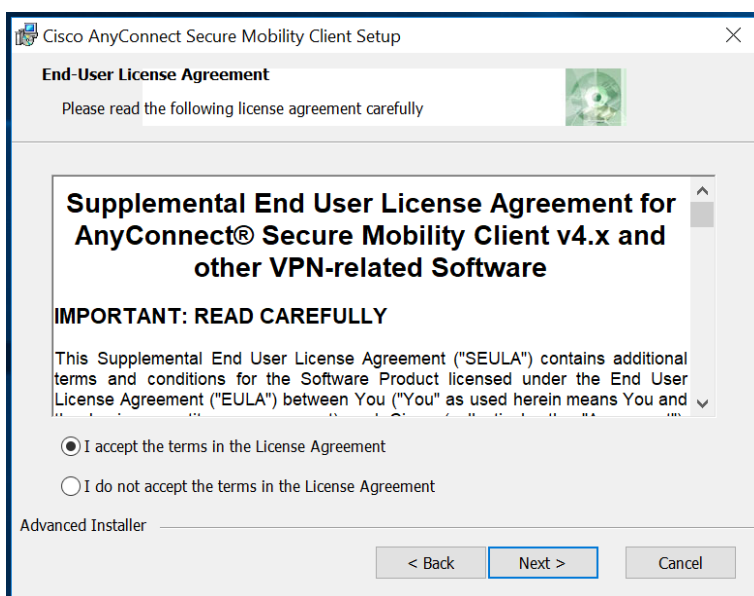 Cisco AnyConnect Secure Mobility Client Setup
End-User License Agreement
Please read the following license agreement carefully
Supplemental End User License Agreement for
AnyConnect® Secure Mobility Client v4.x and
other VPN-related Software
IMPORTANT: READ CAREFULLY
This Supplemental End User License Agreement ("SEULA") contains additional
terms and conditions for the Software Product licensed under the End User
License Agreement ("EULA") between You ("You" as used herein means You and
I accept the terms in the License Agreement
I do not accept the terms in the License Agreement
Advanced Installer
< Back
Next >
Cancel